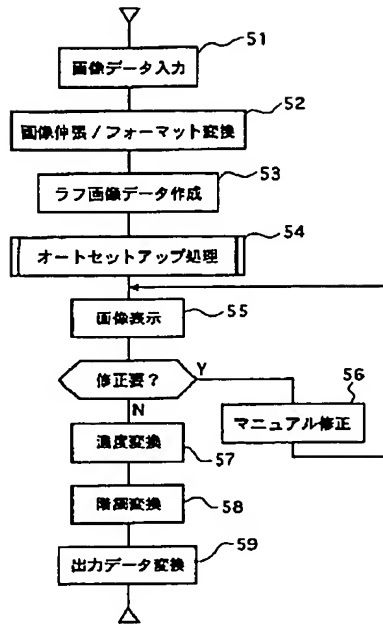 51
画像データ入力
52
画像伸張/フォーマット変換
53
ラフ画像データ作成
54
オートセットアップ処理
55
画像表示
修正要?
Y
56
マニュアル修正
N
濃度変換
57
階調変換
58
出力データ変換
59